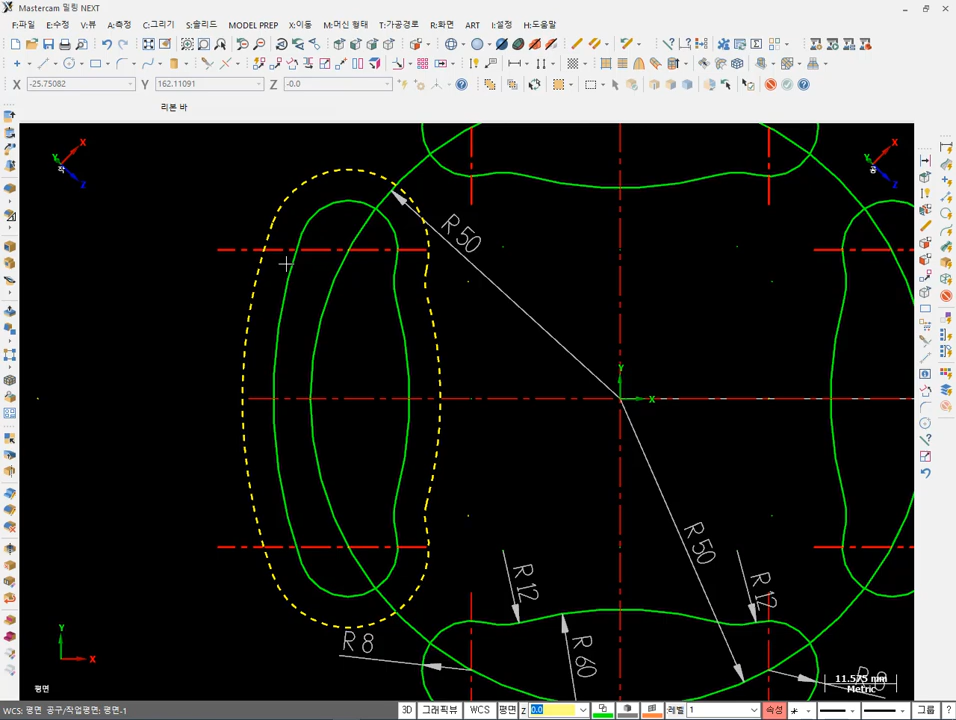 Mastercam 밀링 NEXT
F:파일 E:수정 V:뷰 A:측정 C:그리기 S:솔리드 MODEL PREP X:이동 M:머신 형태 T:가공경로 R:화면 ART I:설정 H:도움말
X -25.75082 Y 162.11091 Z -0.0
리본 바
Y X Z 작
Y X Z 공
R50
Y
X
R50
R12
R12
R8
R60
Y
X
평면
11.575 mm
Metric
WCS: 평면 공구/작업평면: 평면-1 3D 그래픽뷰 WCS 평면 Z 0.0 레벨 1 속성 그룹 ?